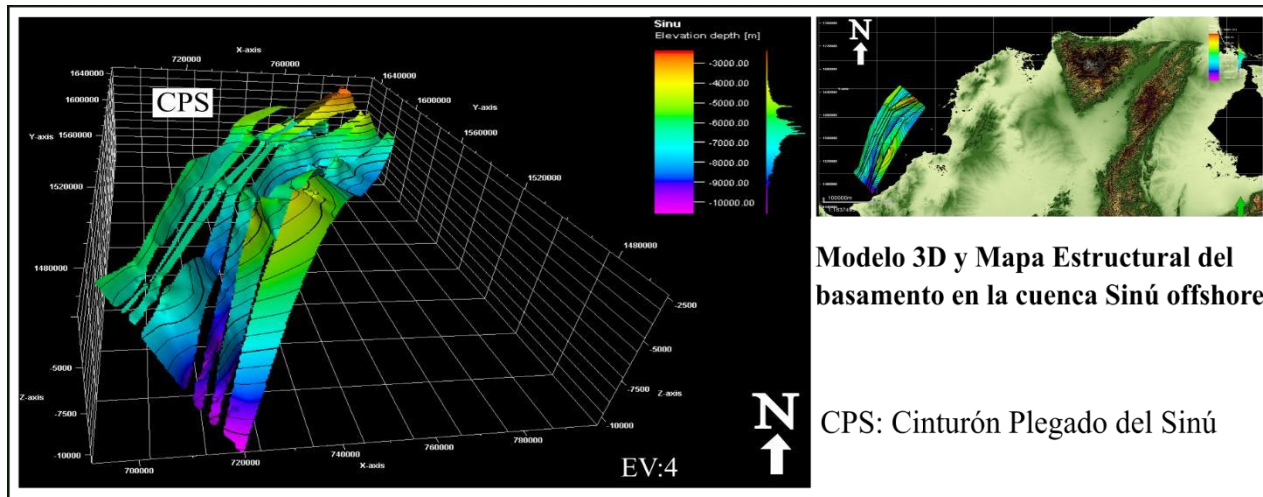 Sinu
Elevation depth [m]
-3000.00
-4000.00
-5000.00
-6000.00
-7000.00
-8000.00
-9000.00
-10000.00
X-axis
720000
760000
1640000
1640000
1600000
1600000
Y-axis
Y-axis
1560000
1560000
1520000
1520000
1480000
1480000
CPS
-2500
-5000
-5000
-7500
-7500
Z-axis
Z-axis
-10000
-10000
700000
720000
740000
760000
780000
X-axis
EV:4
N
N
100000m
Modelo 3D y Mapa Estructural del
basamento en la cuenca Sinú offshore
CPS: Cinturón Plegado del Sinú